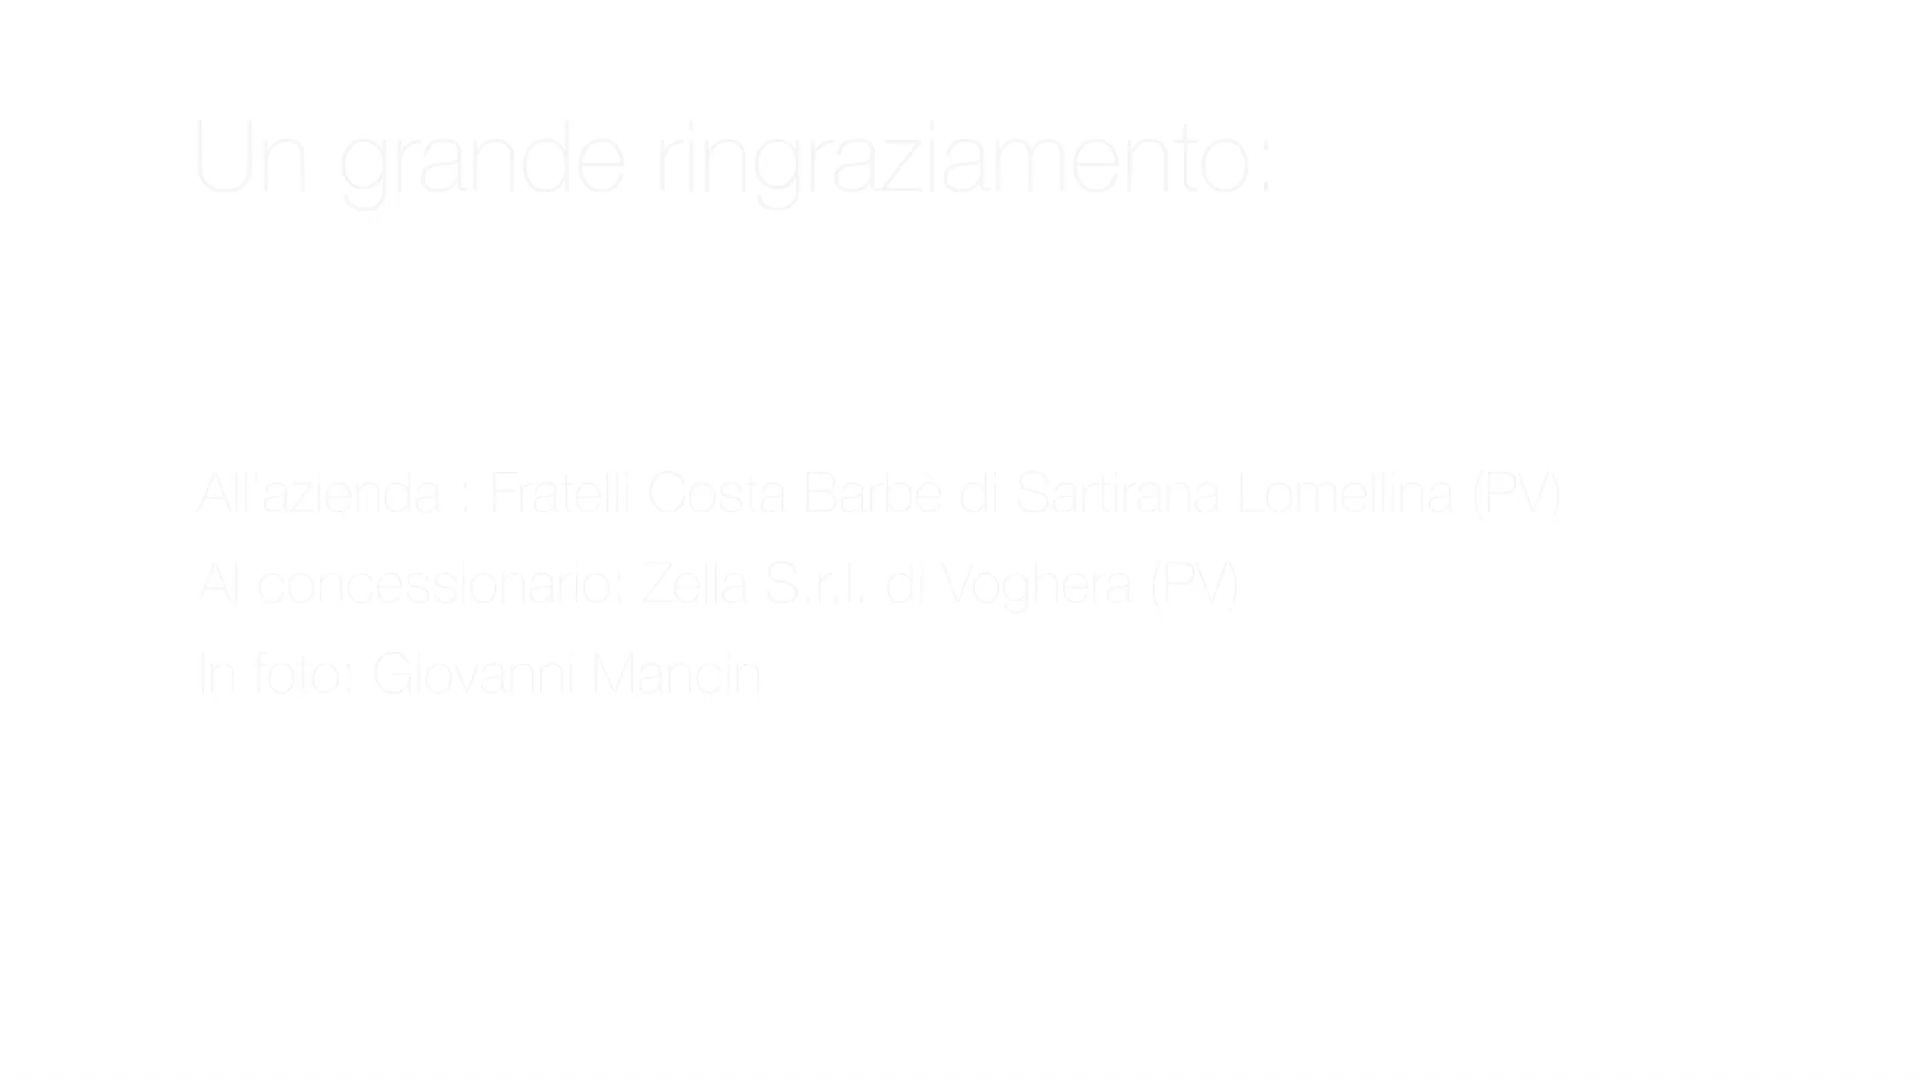 Un grande ringraziamento:
All'azienda : Fratelli Costa Barbè di Sartirana Lomellina (PV)
Al concessionario: Zella S.r.l. di Voghera (PV)
In foto: Giovanni Mancin